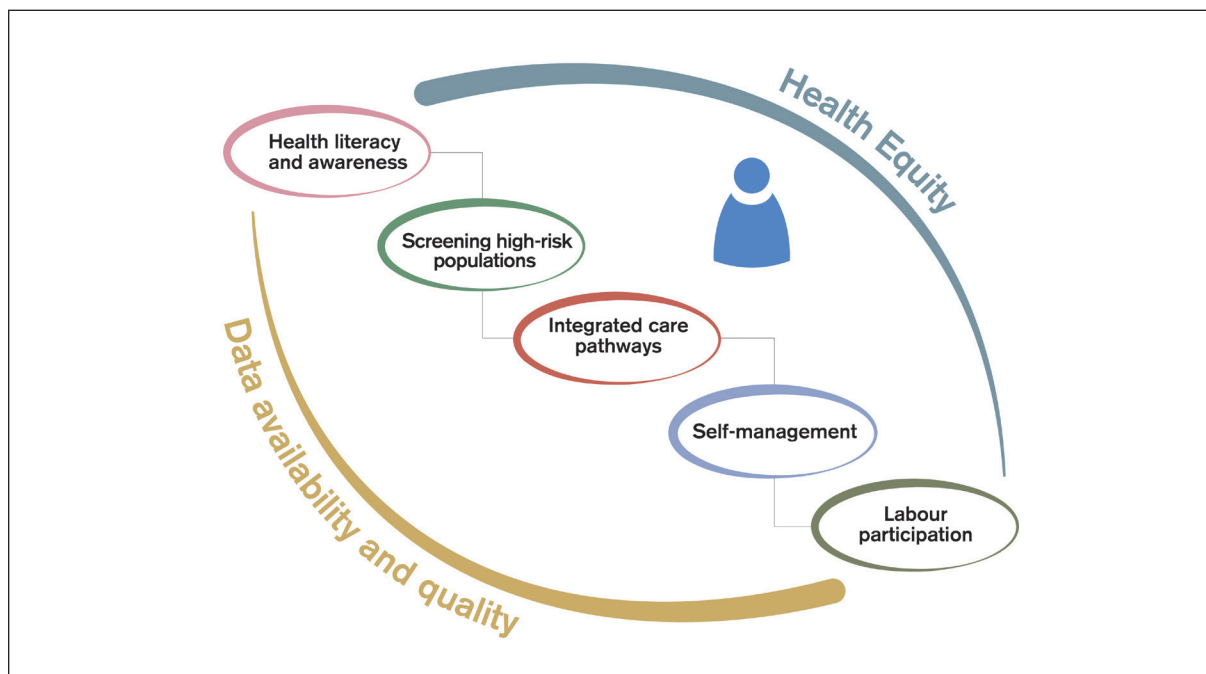 Health Equity
Health literacy
and awareness
Screening high-risk
populations
Integrated care
pathways
Self-management
Labour
participation
Data availability and quality